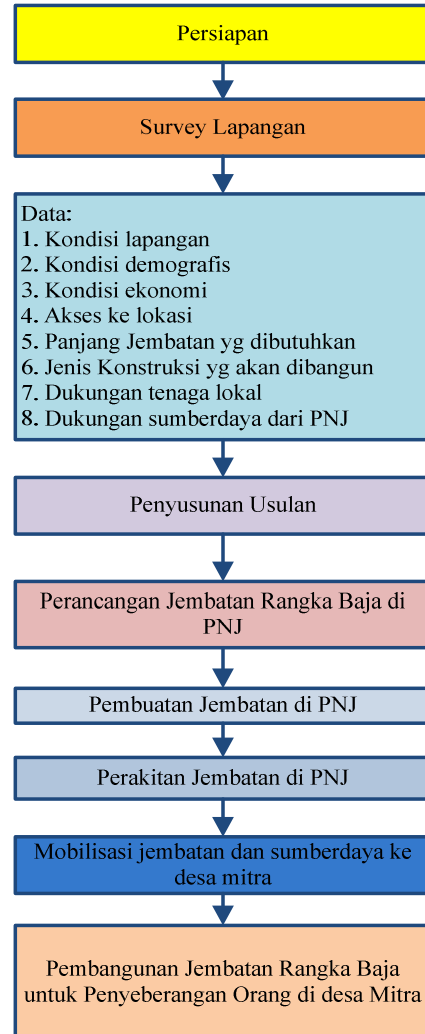 Persiapan
Survey Lapangan
Data:
1. Kondisi lapangan
2. Kondisi demografis
3. Kondisi ekonomi
4. Akses ke lokasi
5. Panjang Jembatan yg dibutuhkan
6. Jenis Konstruksi yg akan dibangun
7. Dukungan tenaga lokal
8. Dukungan sumberdaya dari PNJ
Penyusunan Usulan
Perancangan Jembatan Rangka Baja di
PNJ
Pembuatan Jembatan di PNJ
Perakitan Jembatan di PNJ
Mobilisasi jembatan dan sumberdaya ke
desa mitra
Pembangunan Jembatan Rangka Baja
untuk Penyeberangan Orang di desa Mitra